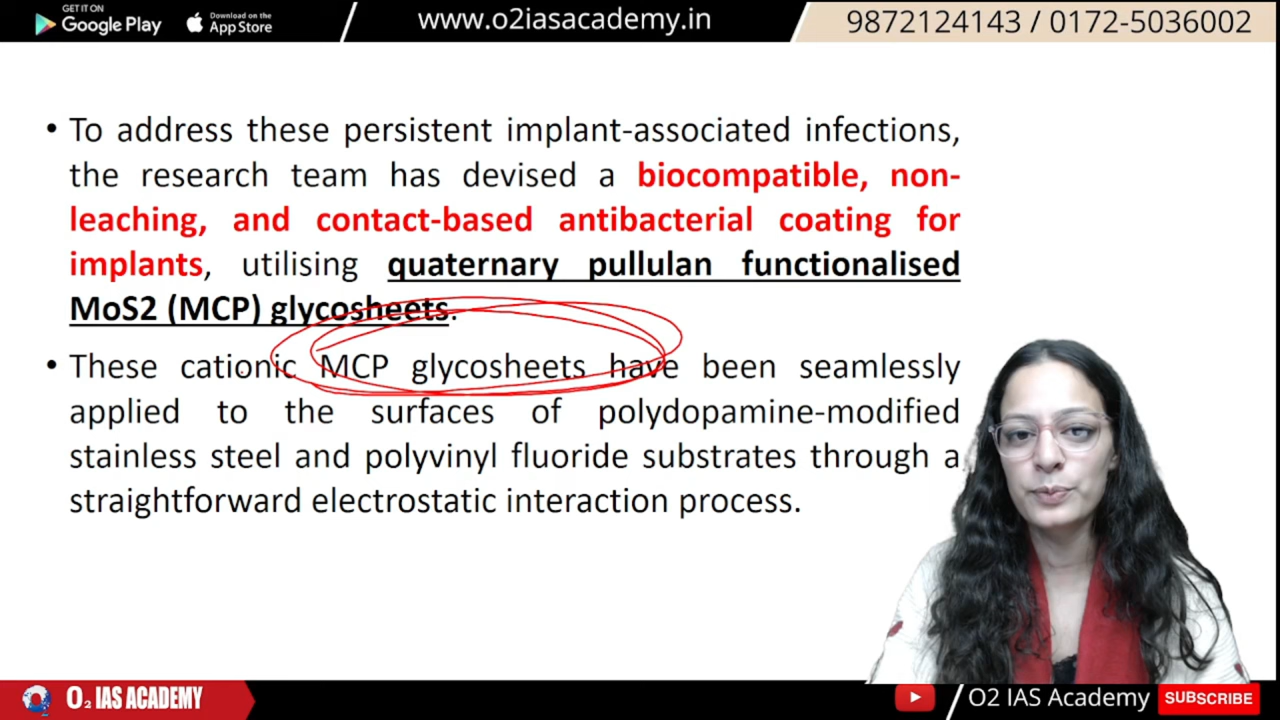 GET IT ON
Google Play
Download on the
App Store
www.o2iasacademy.in
9872124143 / 0172-5036002
• To address these persistent implant-associated infections,
the research team has devised a biocompatible, non-
leaching, and contact-based antibacterial coating for
implants, utilising quaternary pullulan functionalised
MoS2 (MCP) glycosheets.
• These cationic MCP glycosheets have been seamlessly
applied to the surfaces of polydopamine-modified
stainless steel and polyvinyl fluoride substrates through a
straightforward electrostatic interaction process.
O₂ IAS ACADEMY
O2 IAS Academy
SUBSCRIBE